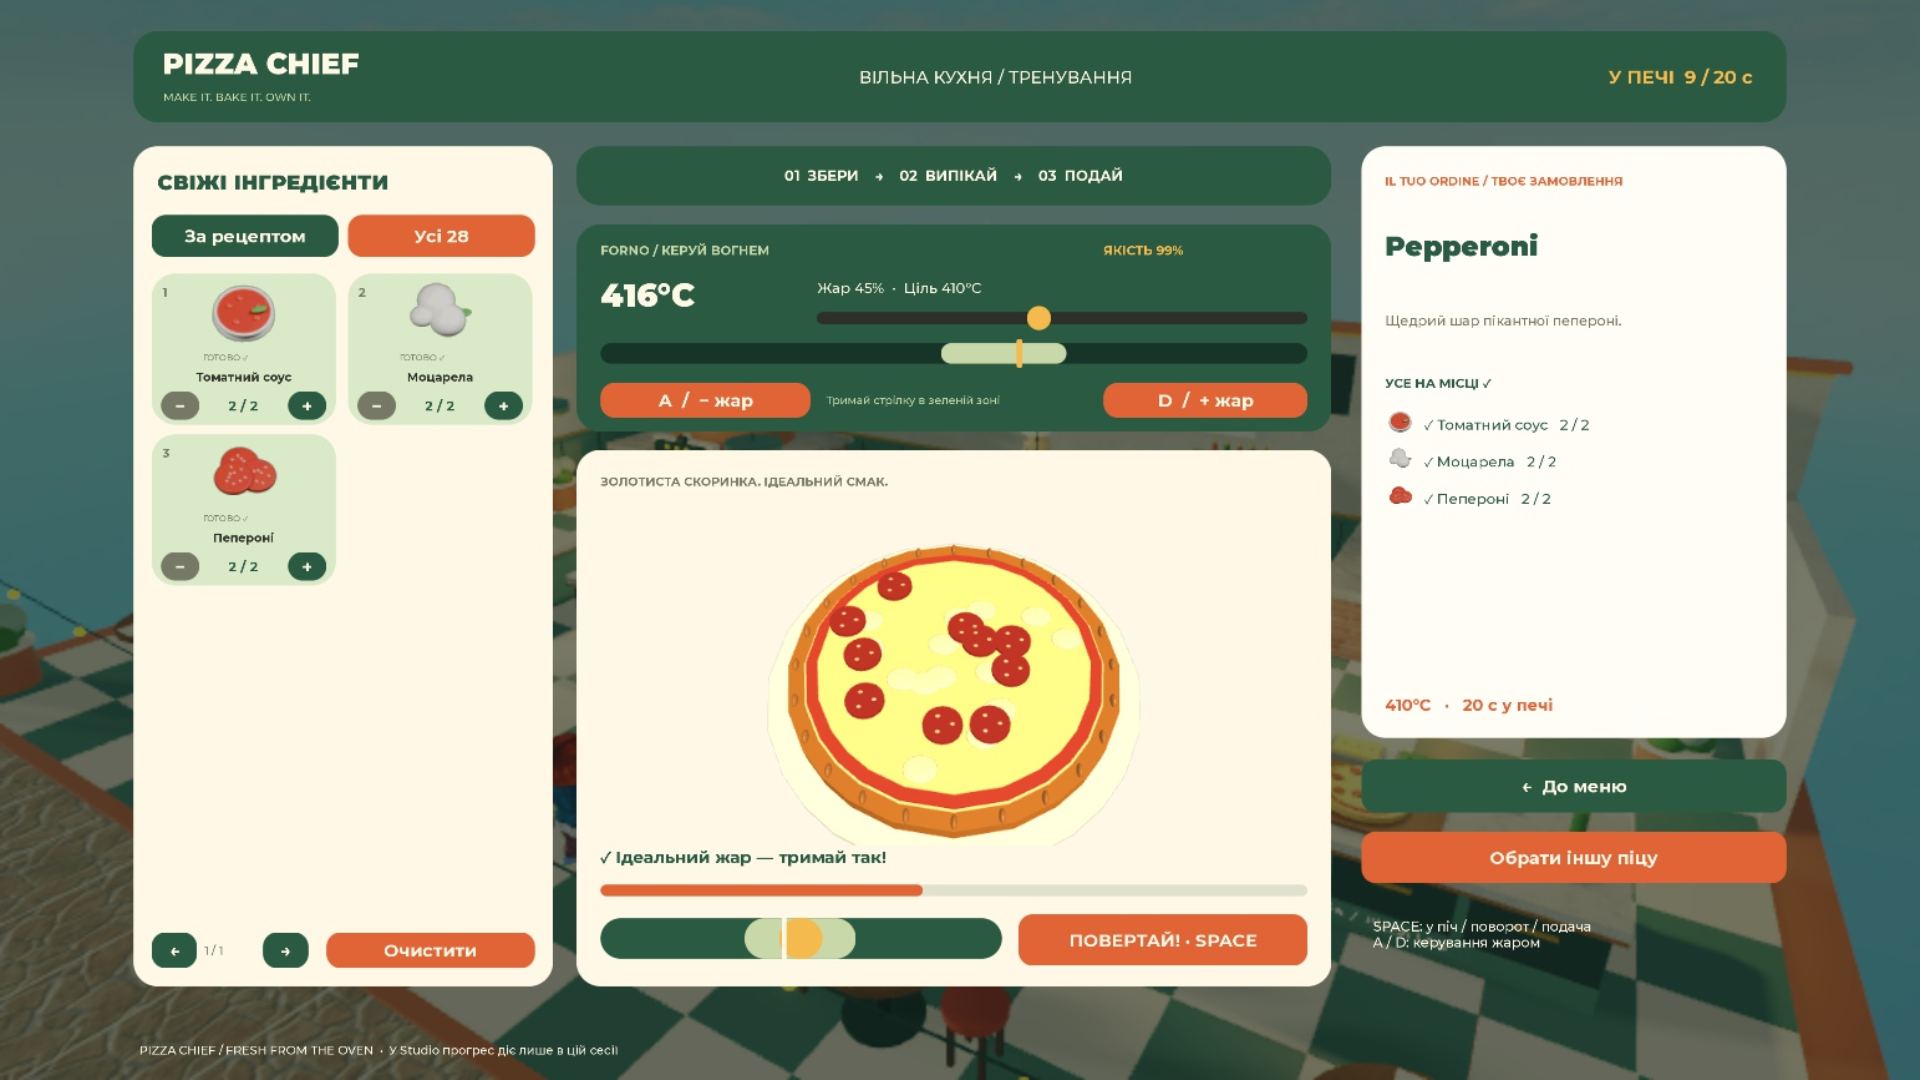 PIZZA CHIEF
MAKE IT. BAKE IT. OWN IT.
ВІЛЬНА КУХНЯ / ТРЕНУВАННЯ
У ПЕЧІ 9 / 20 с
СВІЖІ ІНГРЕДІЄНТИ
За рецептом
Усі 28
1
ГОТОВО ✓
Томатний соус
− 2 / 2 +
2
ГОТОВО ✓
Моцарела
− 2 / 2 +
3
ГОТОВО ✓
Пепероні
− 2 / 2 +
← 1 / 1 →
Очистити
01 ЗБЕРИ → 02 ВИПІКАЙ → 03 ПОДАЙ
FORNO / КЕРУЙ ВОГНЕМ
ЯКІСТЬ 99%
416°C
Жар 45% · Ціль 410°C
A / − жар
Тримай стрілку в зеленій зоні
D / + жар
ЗОЛОТИСТА СКОРИНКА. ІДЕАЛЬНИЙ СМАК.
✓ Ідеальний жар — тримай так!
ПОВЕРТАЙ! · SPACE
IL TUO ORDINE / ТВОЄ ЗАМОВЛЕННЯ
Pepperoni
Щедрий шар пікантної пепероні.
УСЕ НА МІСЦІ ✓
✓ Томатний соус 2 / 2
✓ Моцарела 2 / 2
✓ Пепероні 2 / 2
410°C · 20 с у печі
← До меню
Обрати іншу піцу
SPACE: у піч / поворот / подача
A / D: керування жаром
PIZZA CHIEF / FRESH FROM THE OVEN · У Studio прогрес діє лише в цій сесії